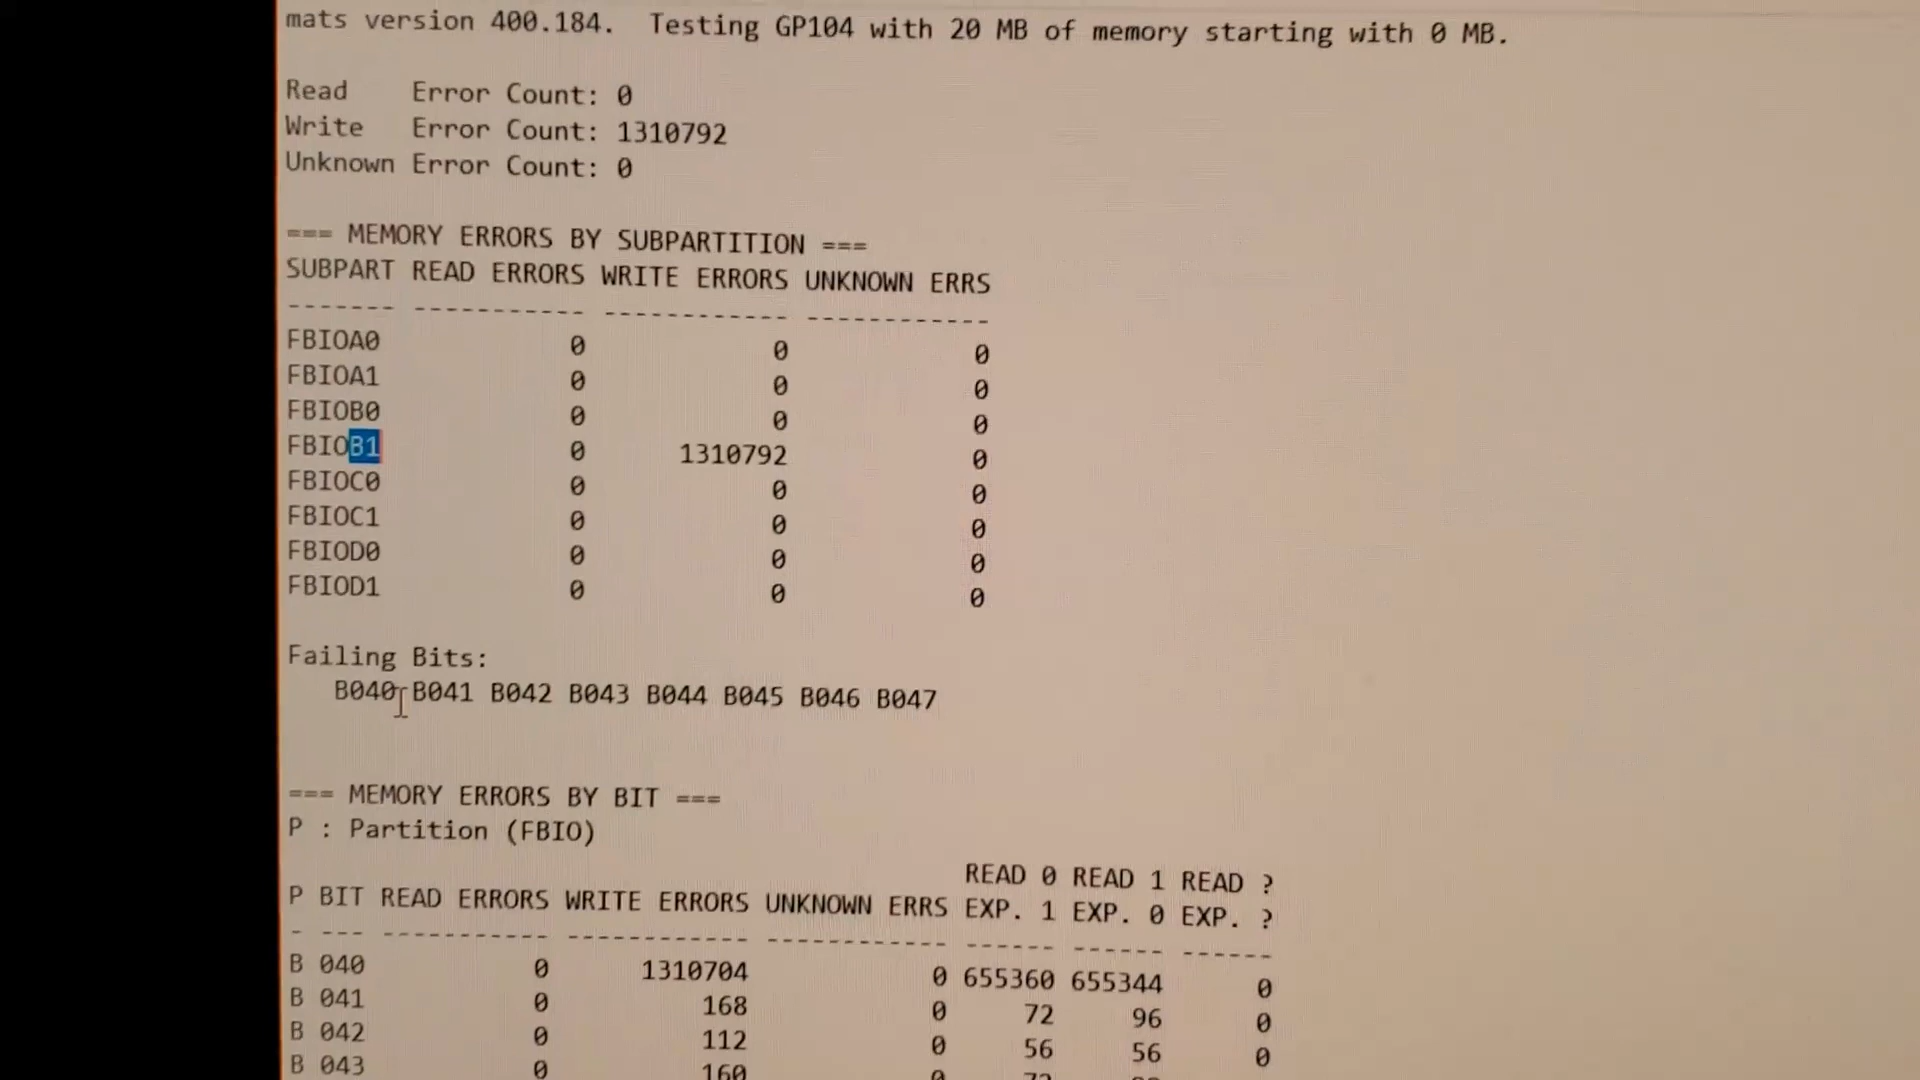 mats version 400.184.  Testing GP104 with 20 MB of memory starting with 0 MB.
Read    Error Count: 0
Write   Error Count: 1310792
Unknown Error Count: 0
=== MEMORY ERRORS BY SUBPARTITION ===
SUBPART READ ERRORS WRITE ERRORS UNKNOWN ERRS
------- ----------- ------------ ------------
FBIOA0 0 0 0
FBIOA1 0 0 0
FBIOB0 0 0 0
FBIOB1 0 1310792 0
FBIOC0 0 0 0
FBIOC1 0 0 0
FBIOD0 0 0 0
FBIOD1 0 0 0
Failing Bits:
B040 B041 B042 B043 B044 B045 B046 B047
=== MEMORY ERRORS BY BIT ===
P : Partition (FBIO)
READ 0 READ 1 READ ?
P BIT READ ERRORS WRITE ERRORS UNKNOWN ERRS EXP. 1 EXP. 0 EXP. ?
- --- ----------- ------------ ------------ ------ ------ ------
B 040 0 1310704 0 655360 655344 0
B 041 0 168 0 72 96 0
B 042 0 112 0 56 56 0
B 043 0 160 0 72